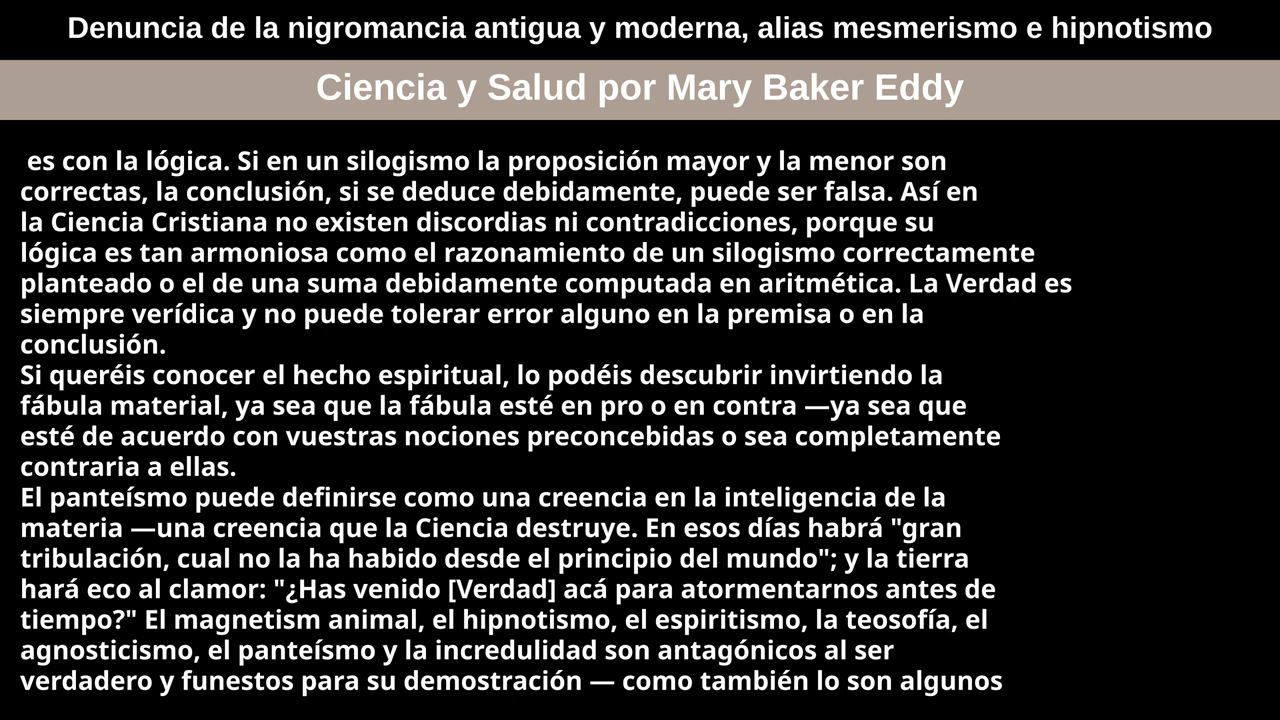 Denuncia de la nigromancia antigua y moderna, alias mesmerismo e hipnotismo
Ciencia y Salud por Mary Baker Eddy
es con la lógica. Si en un silogismo la proposición mayor y la menor son
correctas, la conclusión, si se deduce debidamente, puede ser falsa. Así en
la Ciencia Cristiana no existen discordias ni contradicciones, porque su
lógica es tan armoniosa como el razonamiento de un silogismo correctamente
planteado o el de una suma debidamente computada en aritmética. La Verdad es
siempre verídica y no puede tolerar error alguno en la premisa o en la
conclusión.
Si queréis conocer el hecho espiritual, lo podéis descubrir invirtiendo la
fábula material, ya sea que la fábula esté en pro o en contra —ya sea que
esté de acuerdo con vuestras nociones preconcebidas o sea completamente
contraria a ellas.
El panteísmo puede definirse como una creencia en la inteligencia de la
materia —una creencia que la Ciencia destruye. En esos días habrá "gran
tribulación, cual no la ha habido desde el principio del mundo"; y la tierra
hará eco al clamor: "¿Has venido [Verdad] acá para atormentarnos antes de
tiempo?" El magnetism animal, el hipnotismo, el espiritismo, la teosofía, el
agnosticismo, el panteísmo y la incredulidad son antagónicos al ser
verdadero y funestos para su demostración — como también lo son algunos